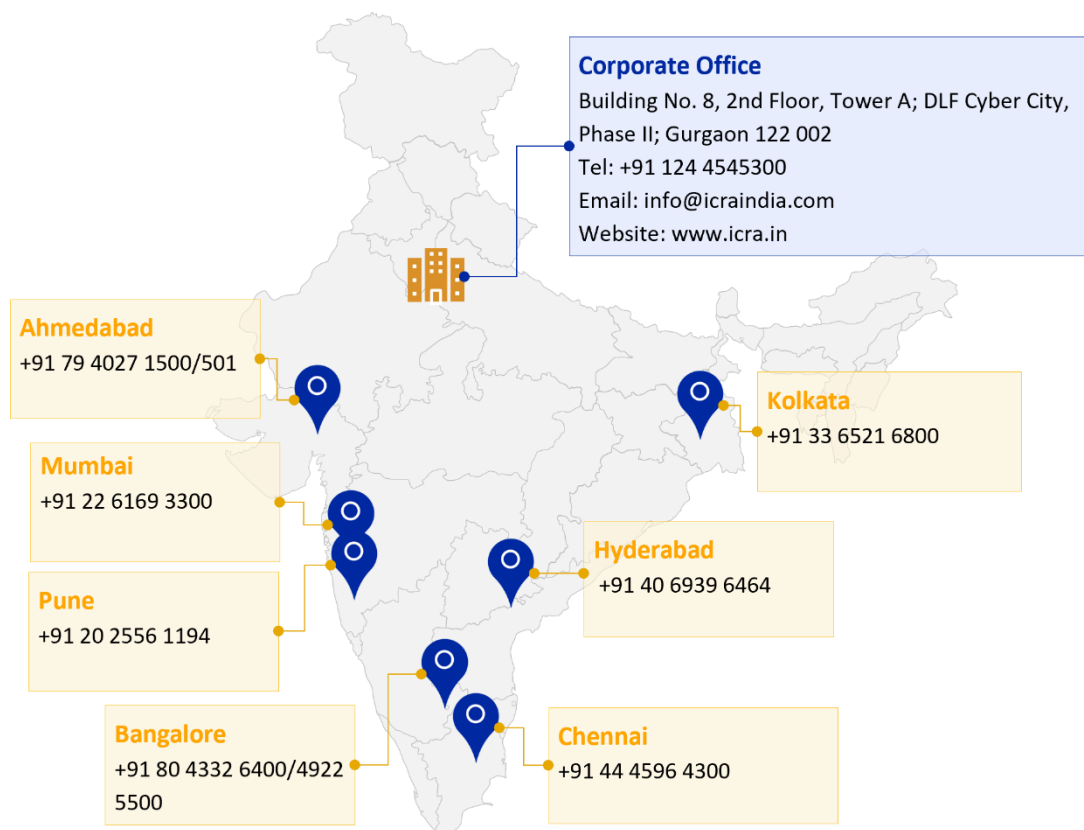 Corporate Office
Building No. 8, 2nd Floor, Tower A; DLF Cyber City,
Phase II; Gurgaon 122 002
Tel: +91 124 4545300
Email: info@icraindia.com
Website: www.icra.in
Ahmedabad
+91 79 4027 1500/501
Kolkata
+91 33 6521 6800
Mumbai
+91 22 6169 3300
Hyderabad
+91 40 6939 6464
Pune
+91 20 2556 1194
Bangalore
+91 80 4332 6400/4922
5500
Chennai
+91 44 4596 4300